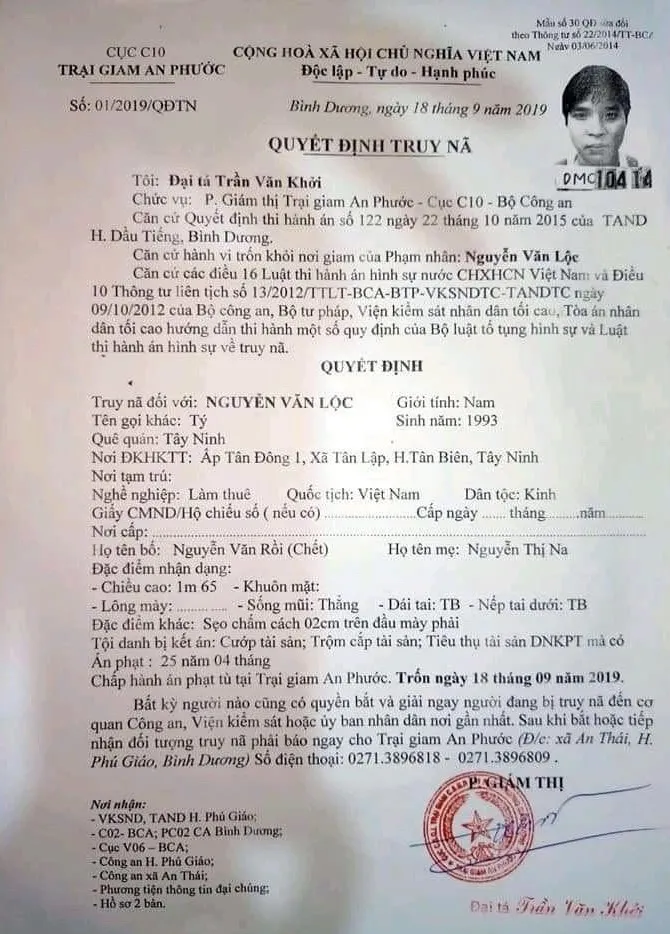 Mẫu số 30 QĐ sửa đổi
theo Thông tư số 22/2014/TT-BCA
Ngày 03/06/2014
CỤC C10
TRẠI GIAM AN PHƯỚC
CỘNG HOÀ XÃ HỘI CHỦ NGHĨA VIỆT NAM
Độc lập - Tự do - Hạnh phúc
Số: 01/2019/QĐTN
Bình Dương, ngày 18 tháng 9 năm 2019
QUYẾT ĐỊNH TRUY NÃ
DMC 104 14
Tôi: Đại tá Trần Văn Khởi
Chức vụ: P. Giám thị Trại giam An Phước - Cục C10 - Bộ Công an
Căn cứ Quyết định thi hành án số 122 ngày 22 tháng 10 năm 2015 của TAND
H. Dầu Tiếng, Bình Dương.
Căn cứ hành vi trốn khỏi nơi giam của Phạm nhân: Nguyễn Văn Lộc
Căn cứ các điều 16 Luật thi hành án hình sự nước CHXHCN Việt Nam và Điều
10 Thông tư liên tịch số 13/2012/TTLT-BCA-BTP-VKSNDTC-TANDTC ngày
09/10/2012 của Bộ công an, Bộ tư pháp, Viện kiểm sát nhân dân tối cao, Tòa án nhân
dân tối cao hướng dẫn thi hành một số quy định của Bộ luật tố tụng hình sự và Luật
thi hành án hình sự về truy nã.
QUYẾT ĐỊNH
Truy nã đối với: NGUYỄN VĂN LỘC Giới tính: Nam
Tên gọi khác: Tý Sinh năm: 1993
Quê quán: Tây Ninh
Nơi ĐKHKTT: Ấp Tân Đông 1, Xã Tân Lập, H.Tân Biên, Tây Ninh
Nơi tạm trú:
Nghề nghiệp: Làm thuê Quốc tịch: Việt Nam Dân tộc: Kinh
Giấy CMND/Hộ chiếu số ( nếu có) ........................Cấp ngày ...... tháng.........năm.........
Nơi cấp:....................................................................
Họ tên bố: Nguyễn Văn Rồi (Chết) Họ tên mẹ: Nguyễn Thị Na
Đặc điểm nhận dạng:
- Chiều cao: 1m 65 - Khuôn mặt:
- Lông mày: .......... ... - Sống mũi: Thẳng - Dái tai: TB - Nếp tai dưới: TB
Đặc điểm khác: Sẹo chấm cách 02cm trên đầu mày phải
Tội danh bị kết án: Cướp tài sản; Trộm cắp tài sản; Tiêu thụ tài sản DNKPT mà có
Án phạt : 25 năm 04 tháng
Chấp hành án phạt tù tại Trại giam An Phước. Trốn ngày 18 tháng 09 năm 2019.
Bất kỳ người nào cũng có quyền bắt và giải ngay người đang bị truy nã đến cơ
quan Công an, Viện kiểm sát hoặc ủy ban nhân dân nơi gần nhất. Sau khi bắt hoặc tiếp
nhận đối tượng truy nã phải báo ngay cho Trại giam An Phước (Đ/c: xã An Thái, H.
Phú Giáo, Bình Dương) Số điện thoại: 0271.3896818 - 0271.3896809 .
P. GIÁM THỊ
Nơi nhận:
- VKSND, TAND H. Phú Giáo;
- C02- BCA; PC02 CA Bình Dương;
- Cục V06 – BCA;
- Công an H. Phú Giáo;
- Công an xã An Thái;
- Phương tiện thông tin đại chúng;
- Hồ sơ 2 bản.
Đại tá Trần Văn Khởi